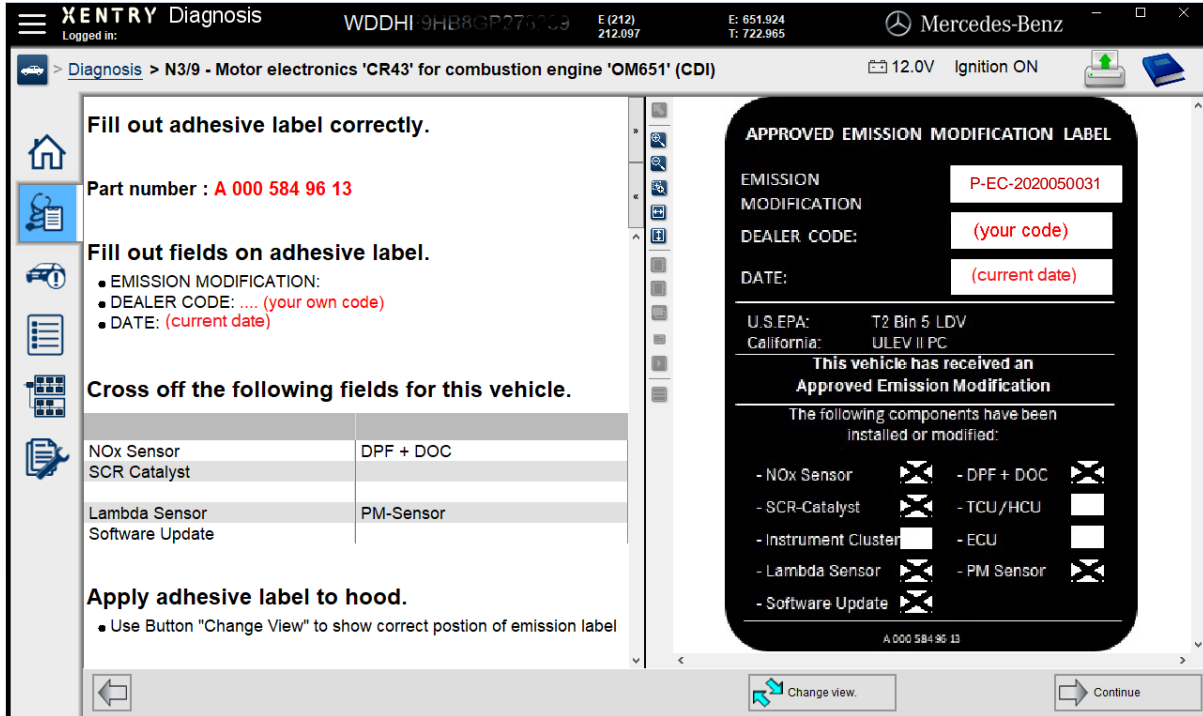 XENTRY Diagnosis
Logged in:
E (212)
212.097
E: 651.924
T: 722.965
Mercedes-Benz
> Diagnosis > N3/9 - Motor electronics 'CR43' for combustion engine 'OM651' (CDI)
12.0V Ignition ON
Fill out adhesive label correctly.
Part number : A 000 584 96 13
Fill out fields on adhesive label.
• EMISSION MODIFICATION:
• DEALER CODE: .... (your own code)
• DATE: (current date)
Cross off the following fields for this vehicle.
NOx Sensor DPF + DOC
SCR Catalyst
Lambda Sensor PM-Sensor
Software Update
Apply adhesive label to hood.
• Use Button "Change View" to show correct postion of emission label
APPROVED EMISSION MODIFICATION LABEL
EMISSION
MODIFICATION
P-EC-2020050031
DEALER CODE: (your code)
DATE: (current date)
U.S.EPA: T2 Bin 5 LDV
California: ULEV II PC
This vehicle has received an
Approved Emission Modification
The following components have been
installed or modified:
- NOx Sensor - DPF + DOC
- SCR-Catalyst - TCU/HCU
- Instrument Cluster - ECU
- Lambda Sensor - PM Sensor
- Software Update
A 000 584 96 13
Change view.
Continue